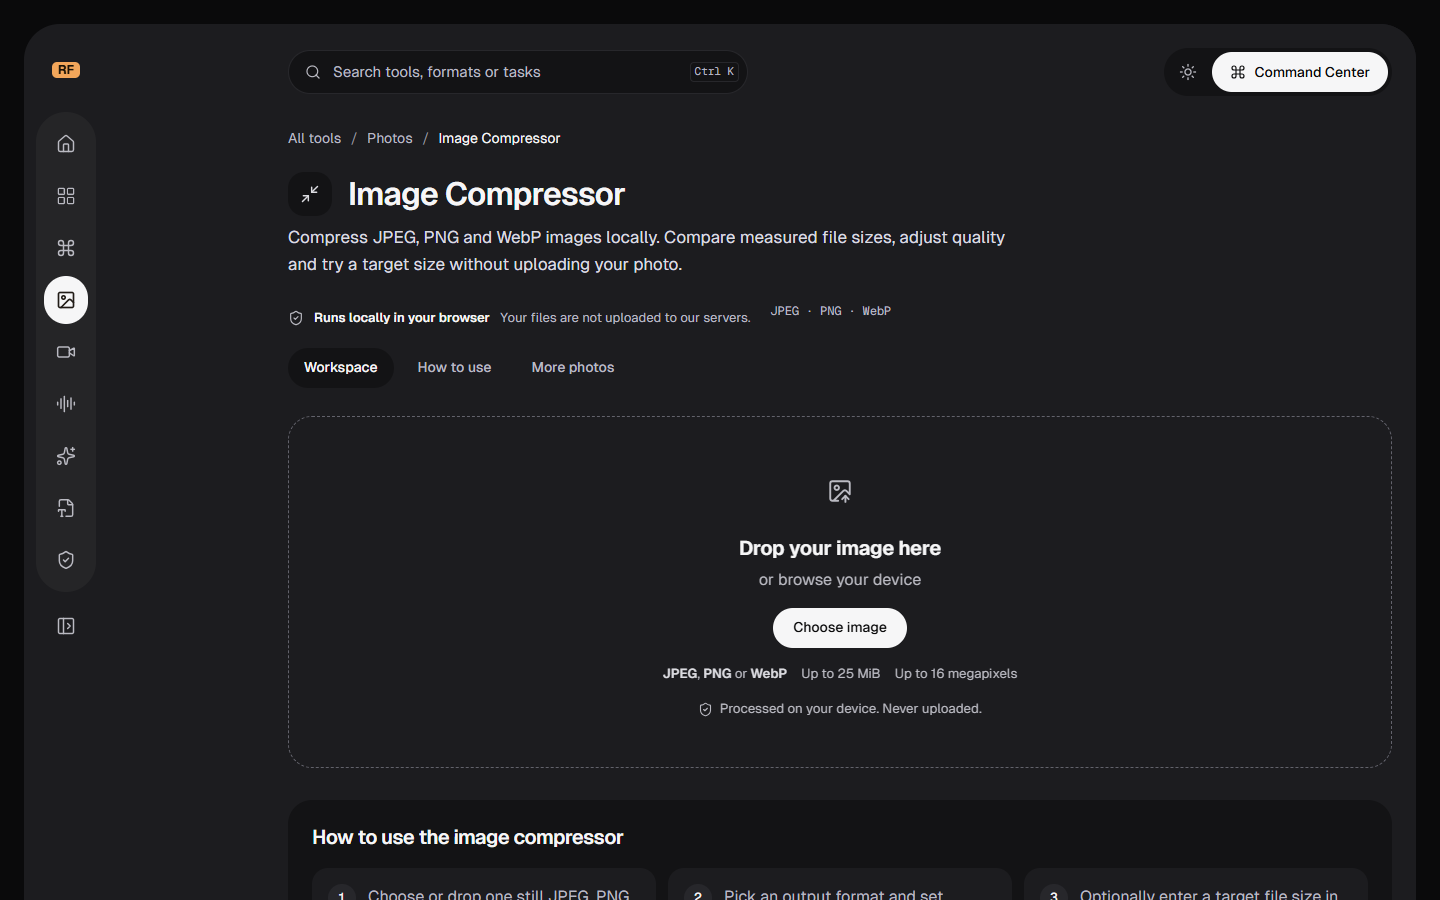 RF
Search tools, formats or tasks
Ctrl K
Command Center
All tools / Photos / Image Compressor
Image Compressor
Compress JPEG, PNG and WebP images locally. Compare measured file sizes, adjust quality
and try a target size without uploading your photo.
Runs locally in your browser Your files are not uploaded to our servers. JPEG · PNG · WebP
Workspace How to use More photos
Drop your image here
or browse your device
Choose image
JPEG, PNG or WebP Up to 25 MiB Up to 16 megapixels
Processed on your device. Never uploaded.
How to use the image compressor
1 Choose or drop one still JPEG, PNG
2 Pick an output format and set
3 Optionally enter a target file size in